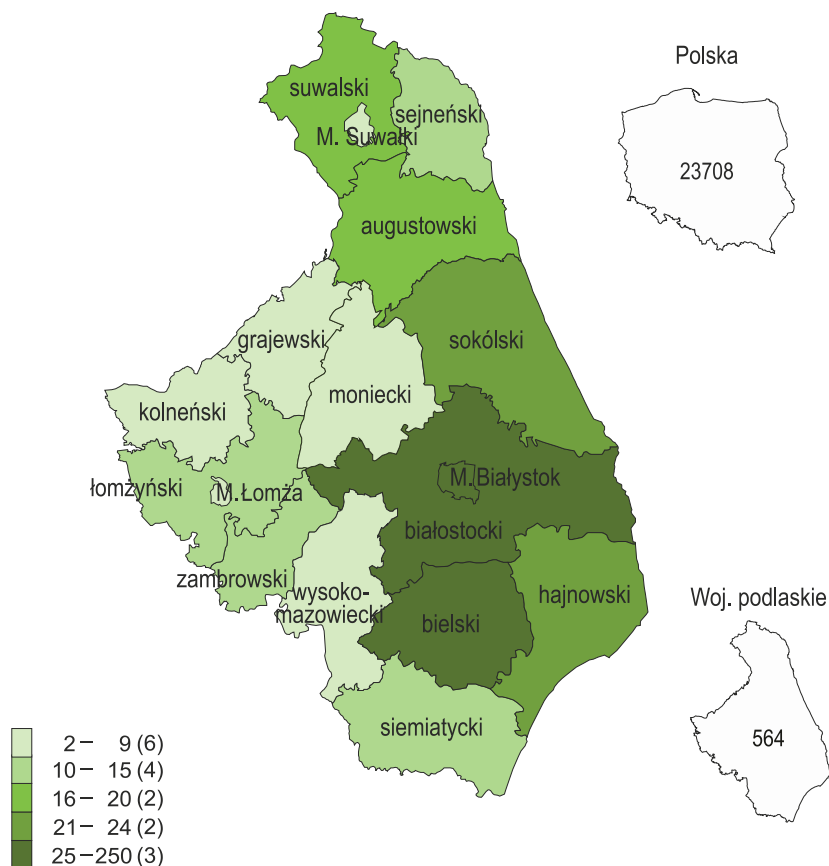 Polska
suwalski
sejneński
M. Suwałki
23708
augustowski
grajewski
sokólski
moniecki
kolneński
M. Białystok
łomżyński
M. Łomża
białostocki
zambrowski
wysoko-
mazowiecki
hajnowski
Woj. podlaskie
bielski
siemiatycki
564
2 – 9 (6)
10 – 15 (4)
16 – 20 (2)
21 – 24 (2)
25 – 250 (3)